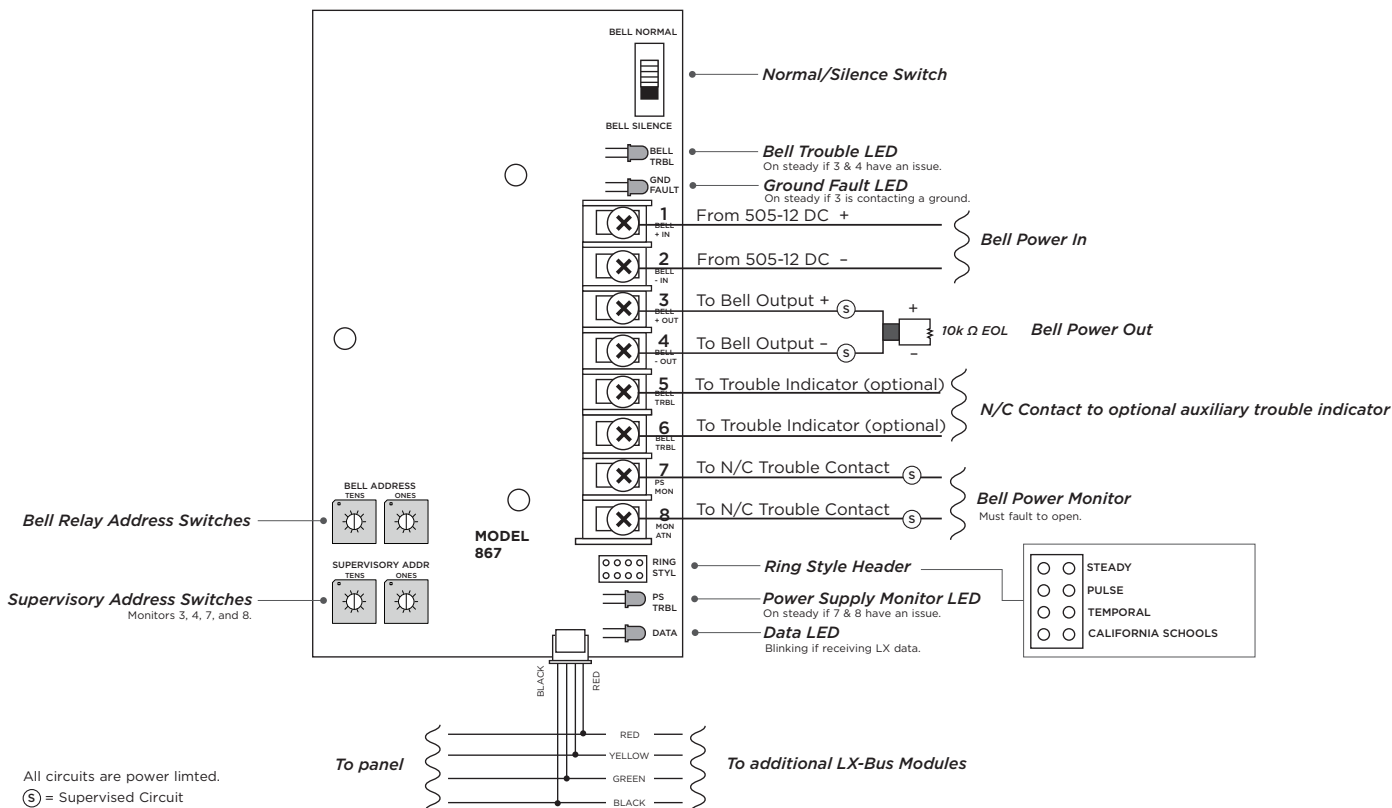 BELL NORMAL
Normal/Silence Switch
BELL SILENCE
BELL
TRBL
Bell Trouble LED
On steady if 3 & 4 have an issue.
GND
FAULT
Ground Fault LED
On steady if 3 is contacting a ground.
1
BELL
+ IN
From 505-12 DC +
Bell Power In
2
BELL
- IN
From 505-12 DC –
3
BELL
+ OUT
To Bell Output +
S
+
10k Ω EOL
Bell Power Out
4
BELL
- OUT
To Bell Output –
S
–
5
BELL
TRBL
To Trouble Indicator (optional)
N/C Contact to optional auxiliary trouble indicator
6
BELL
TRBL
To Trouble Indicator (optional)
7
PS
MON
To N/C Trouble Contact
S
Bell Power Monitor
Must fault to open.
8
MON
ATN
To N/C Trouble Contact
S
BELL ADDRESS
TENS ONES
Bell Relay Address Switches
MODEL
867
SUPERVISORY ADDR
TENS ONES
Supervisory Address Switches
Monitors 3, 4, 7, and 8.
RING
STYL
Ring Style Header
STEADY
PULSE
TEMPORAL
CALIFORNIA SCHOOLS
PS
TRBL
Power Supply Monitor LED
On steady if 7 & 8 have an issue.
DATA
Data LED
Blinking if receiving LX data.
BLACK
RED
To panel
RED
YELLOW
GREEN
BLACK
To additional LX-Bus Modules
All circuits are power limted.
S = Supervised Circuit